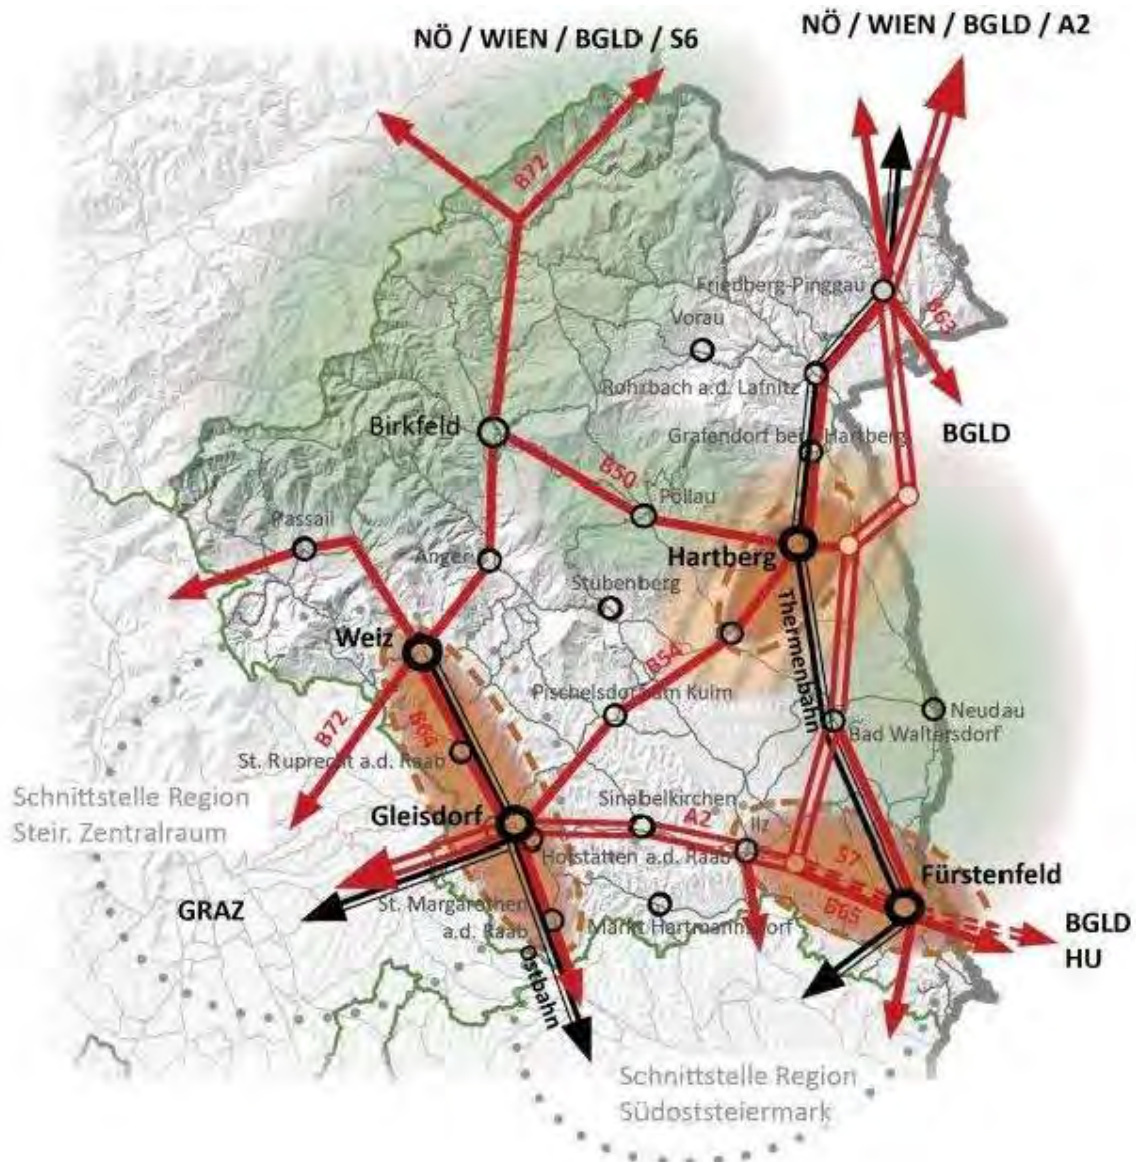 NÖ / WIEN / BGLD / S6
NÖ / WIEN / BGLD / A2
B72
Friedberg-Pinggau
B63
Vorau
Rohrbach a.d. Lafnitz
BGLD
Birkfeld
Grafendorf bei Hartberg
B50
Pöllau
Passail
Hartberg
Anger
Stubenberg
Thermenbahn
Weiz
B54
Pischelsdorf am Kulm
Neudau
Bad Waltersdorf
B72
B64
St. Ruprecht a.d. Raab
Schnittstelle Region
Steir. Zentralraum
Gleisdorf
Sinabelkirchen
A2
Ilz
Hofstätten a.d. Raab
S7
Fürstenfeld
B65
GRAZ
St. Margarethen
a.d. Raab
Markt Hartmannsdorf
BGLD
HU
Ostbahn
Schnittstelle Region
Südoststeiermark